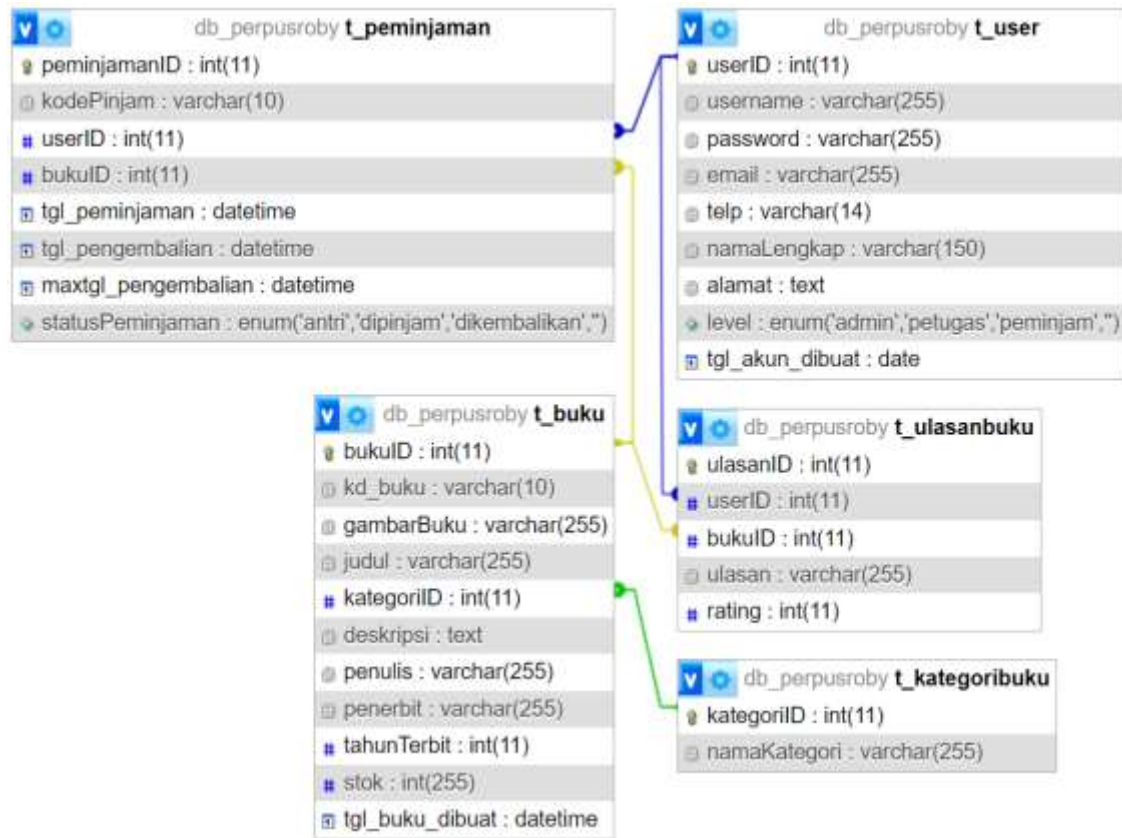 db_perpusroby t_peminjaman
peminjamanID : int(11)
kodePinjam : varchar(10)
userID : int(11)
bukuID : int(11)
tgl_peminjaman : datetime
tgl_pengembalian : datetime
maxtgl_pengembalian : datetime
statusPeminjaman : enum('antri','dipinjam','dikembalikan','')
db_perpusroby t_user
userID : int(11)
username : varchar(255)
password : varchar(255)
email : varchar(255)
telp : varchar(14)
namaLengkap : varchar(150)
alamat : text
level : enum('admin','petugas','peminjam','')
tgl_akun_dibuat : date
db_perpusroby t_buku
bukuID : int(11)
kd_buku : varchar(10)
gambarBuku : varchar(255)
judul : varchar(255)
kategoriID : int(11)
deskripsi : text
penulis : varchar(255)
penerbit : varchar(255)
tahunTerbit : int(11)
stok : int(255)
tgl_buku_dibuat : datetime
db_perpusroby t_ulasanbuku
ulasanID : int(11)
userID : int(11)
bukuID : int(11)
ulasan : varchar(255)
rating : int(11)
db_perpusroby t_kategoribuku
kategoriID : int(11)
namaKategori : varchar(255)